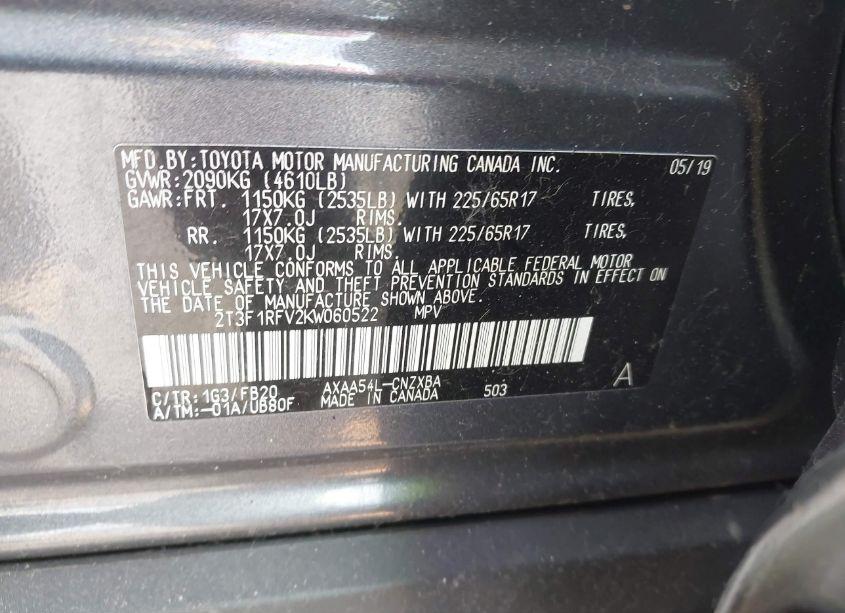 MFD.BY:TOYOTA MOTOR MANUFACTURING CANADA INC. 05/19
GVWR:2090KG (4610LB)
GAWR:FRT. 1150KG (2535LB) WITH 225/65R17 TIRES,
17X7.0J RIMS.
RR. 1150KG (2535LB) WITH 225/65R17 TIRES,
17X7.0J RIMS.
THIS VEHICLE CONFORMS TO ALL APPLICABLE FEDERAL MOTOR
VEHICLE SAFETY AND THEFT PREVENTION STANDARDS IN EFFECT ON
THE DATE OF MANUFACTURE SHOWN ABOVE.
2T3F1RFV2KW060522 MPV
C/TR:1G3/FB20 AXAA54L-CNZXBA 503 A
A/TM:-01A/UB80F MADE IN CANADA